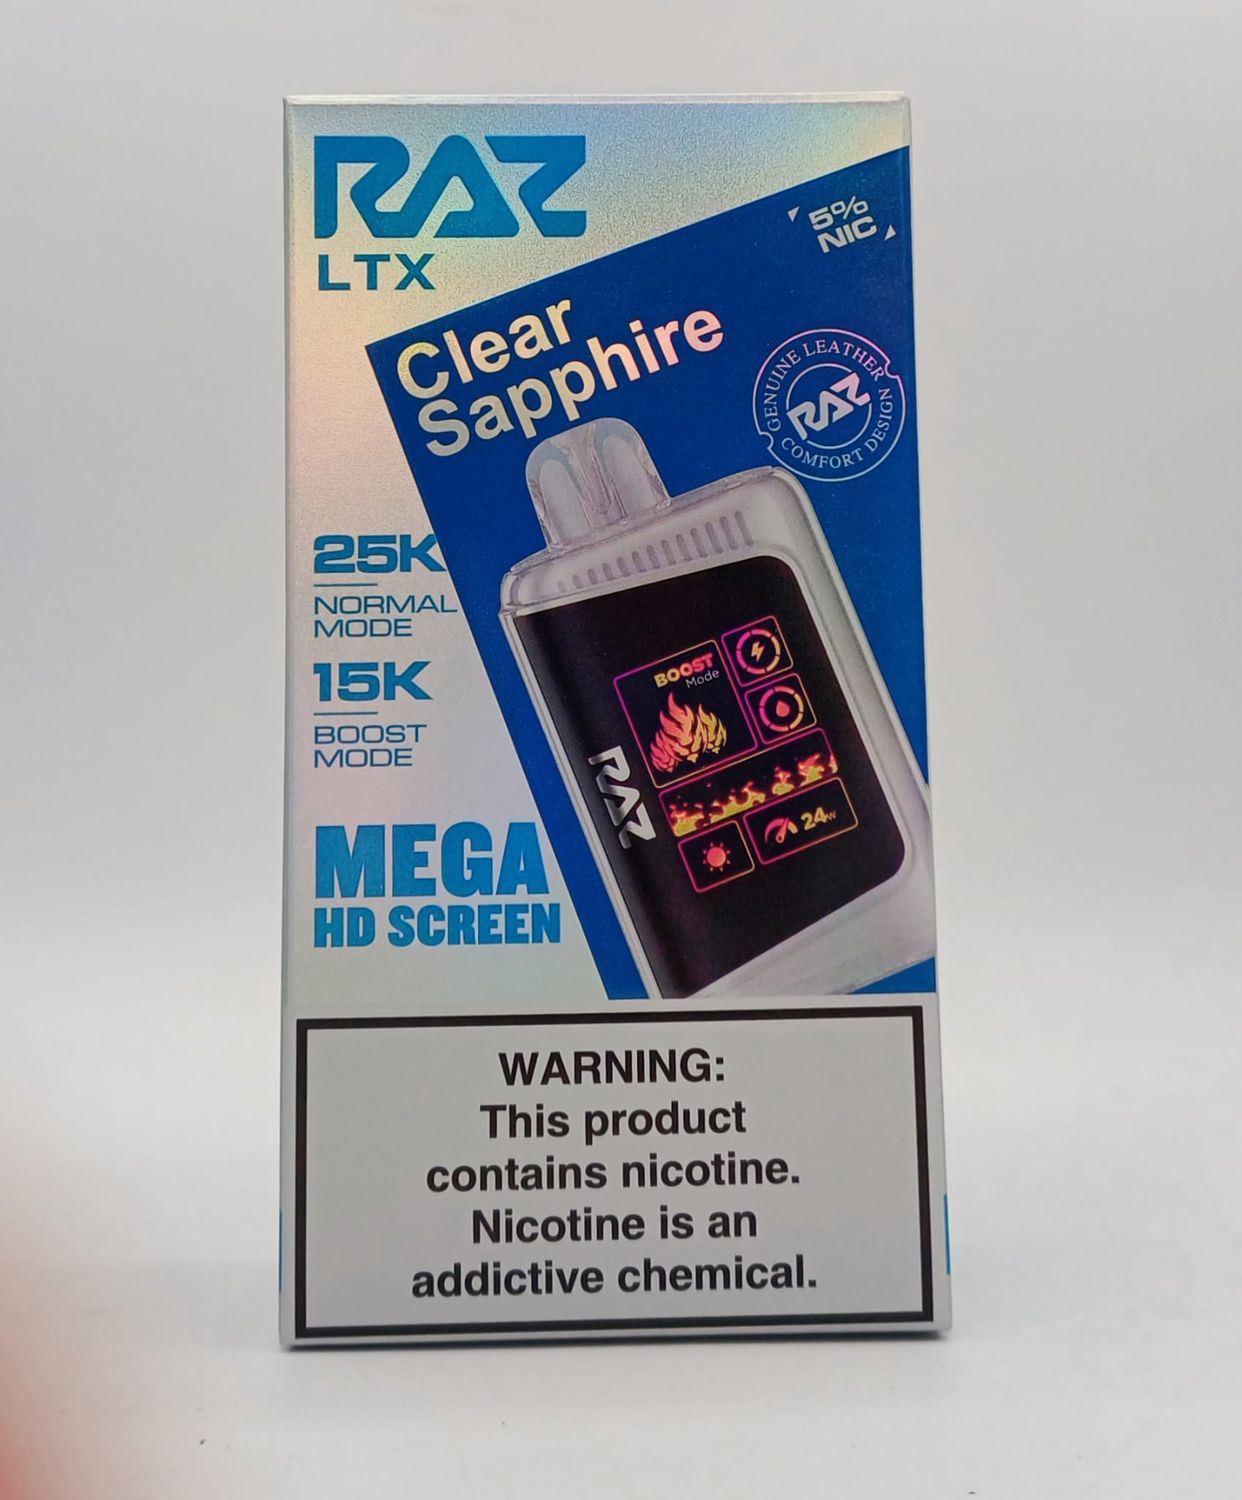 RAZ
LTX
5%
NIC
Clear
Sapphire
GENUINE LEATHER
RAZ
COMFORT DESIGN
25K
NORMAL
MODE
15K
BOOST
MODE
MEGA
HD SCREEN
BOOST
Mode
24W
RAZ
WARNING:
This product
contains nicotine.
Nicotine is an
addictive chemical.